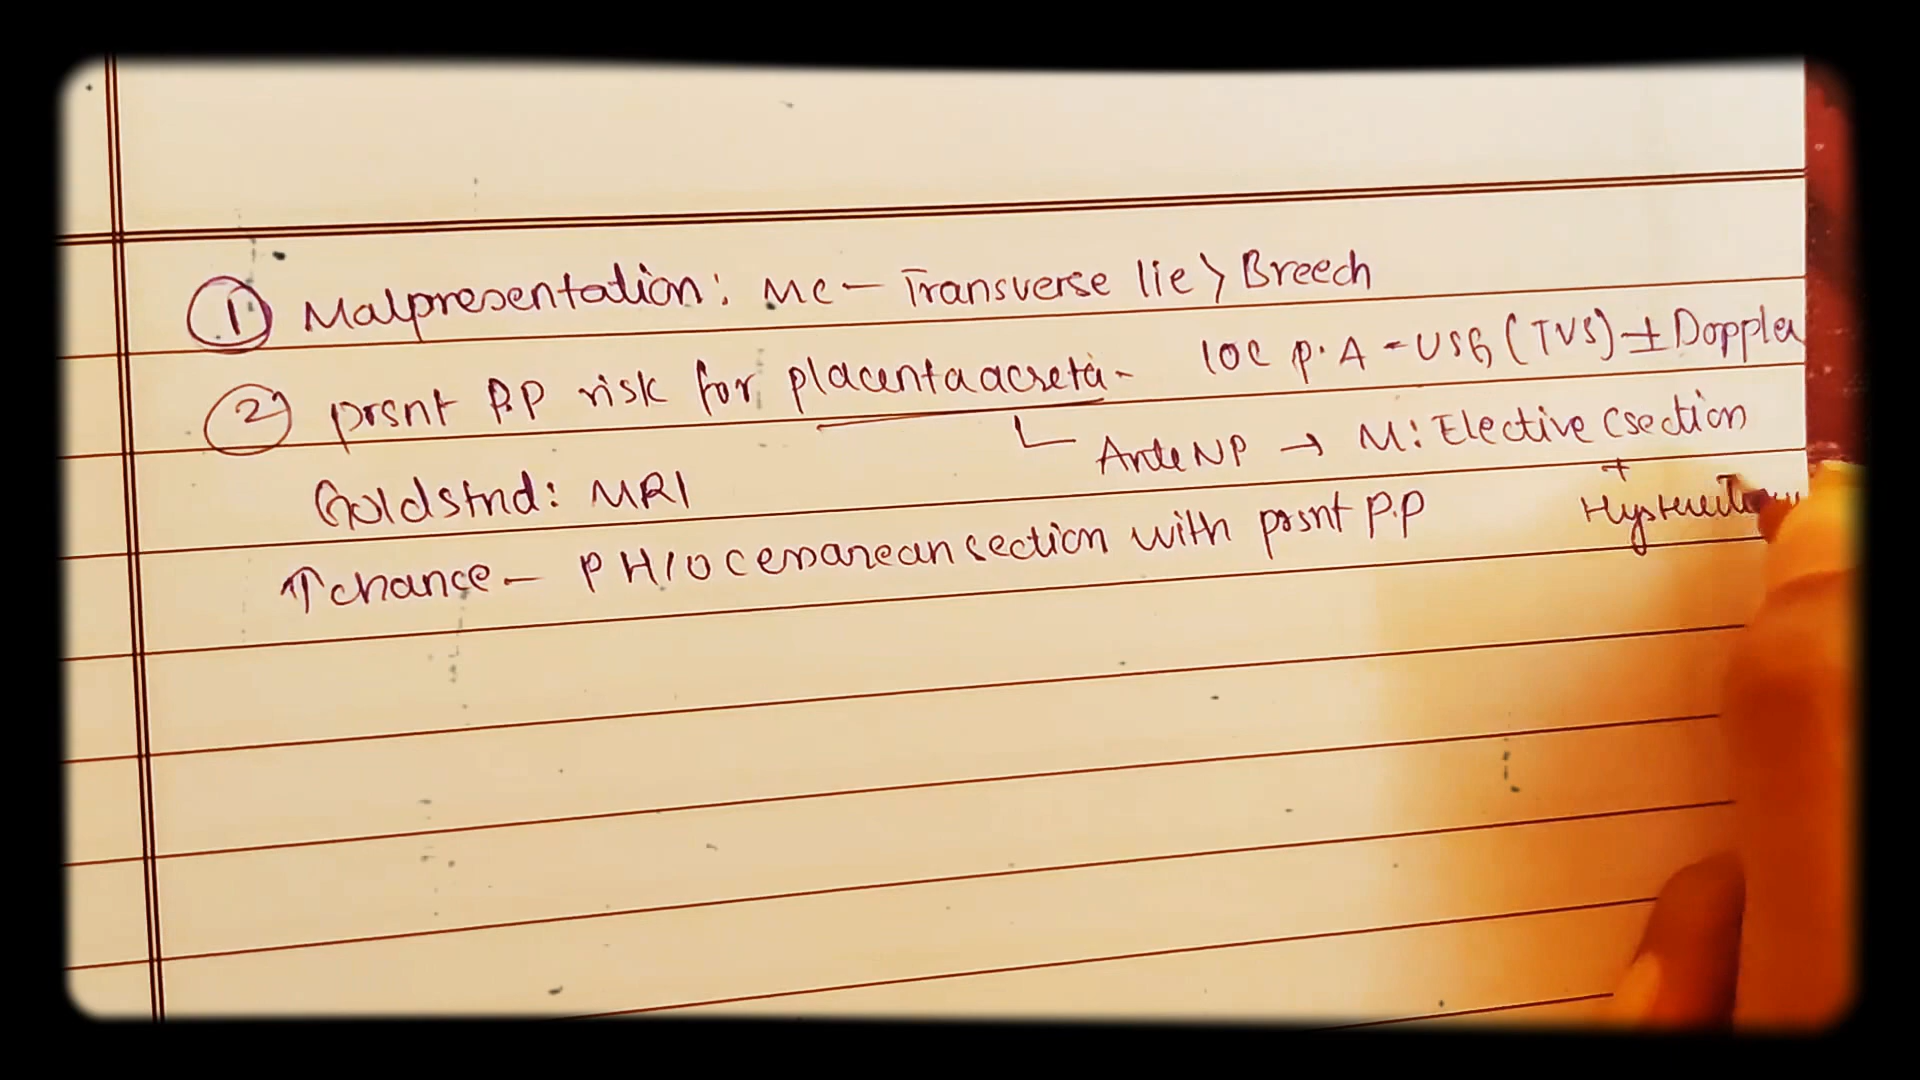 ① Malpresentation: MC – Transverse lie > Breech
② prsnt P.P risk for placenta acreta - IOC P.A - USG (TVS) ± Doppler
Ante NP → M: Elective Csection
Goldstnd: MRI
+
↑ chance – P H/O cesarean section with prsnt P.P